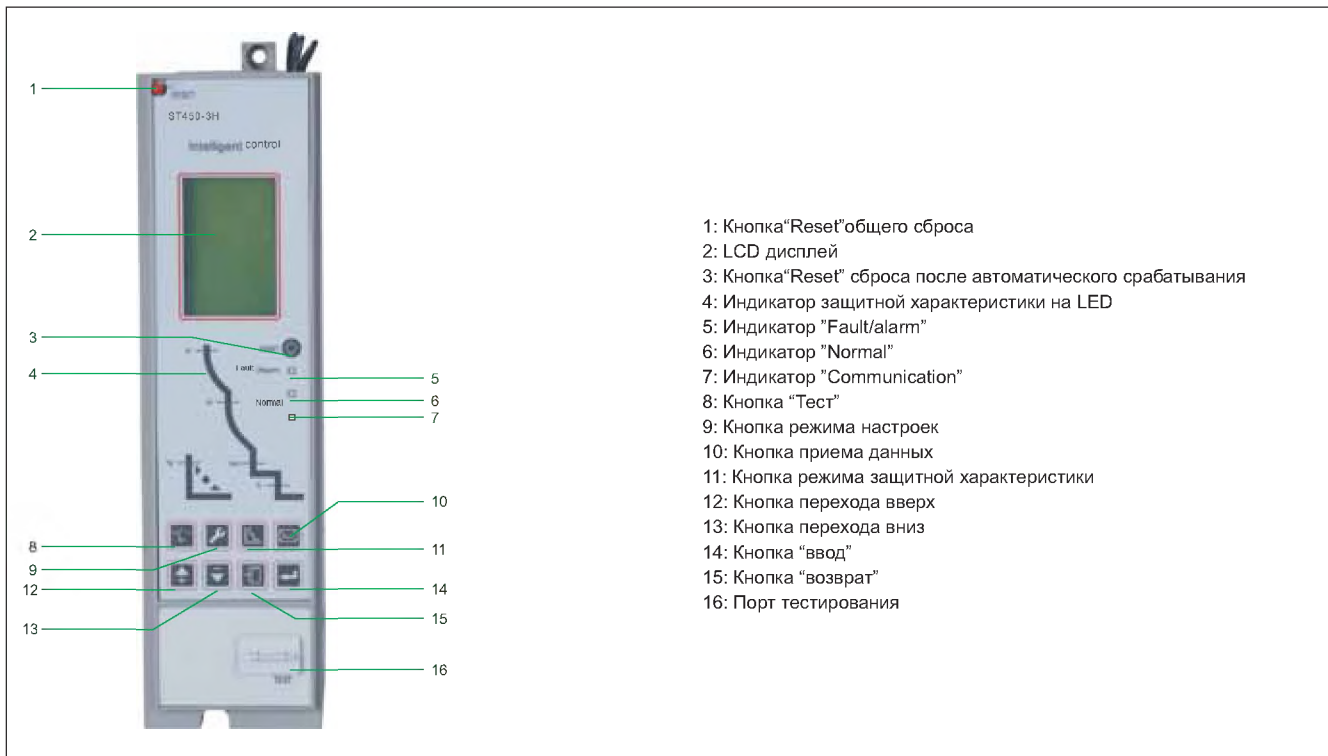 1
ST450-3H
Intelligent control
2
3
Fault
4
5
Normal
6
7
10
8
11
9
12
14
13
15
16
TEST
1: Кнопка“Reset”общего сброса
2: LCD дисплей
3: Кнопка“Reset” сброса после автоматического срабатывания
4: Индикатор защитной характеристики на LED
5: Индикатор ”Fault/alarm”
6: Индикатор ”Normal”
7: Индикатор ”Communication”
8: Кнопка “Тест”
9: Кнопка режима настроек
10: Кнопка приема данных
11: Кнопка режима защитной характеристики
12: Кнопка перехода вверх
13: Кнопка перехода вниз
14: Кнопка “ввод”
15: Кнопка “возврат”
16: Порт тестирования